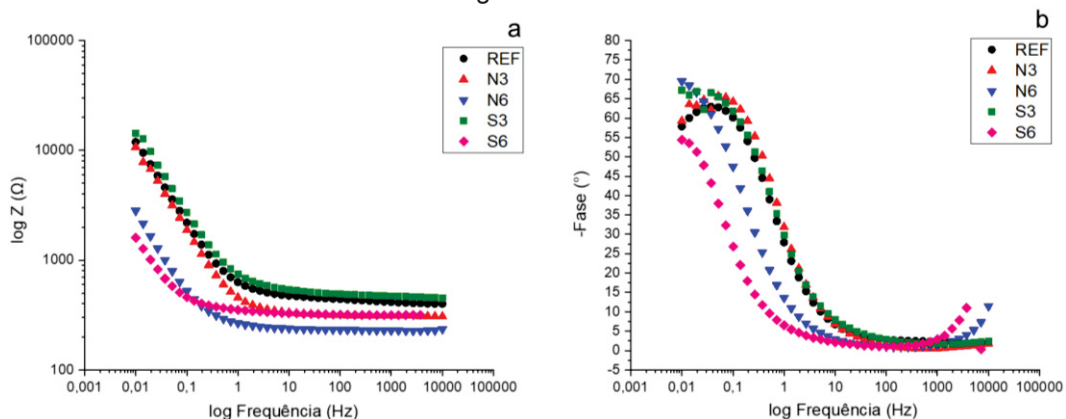 a
100000
10000
1000
100
log Z (Ω)
0,001 0,01 0,1 1 10 100 1000 10000 100000
log Frequência (Hz)
REF
N3
N6
S3
S6
b
80
75
70
65
60
55
50
45
40
35
30
25
20
15
10
5
0
-5
-Fase (°)
0,001 0,01 0,1 1 10 100 1000 10000 100000
log Frequência (Hz)
REF
N3
N6
S3
S6